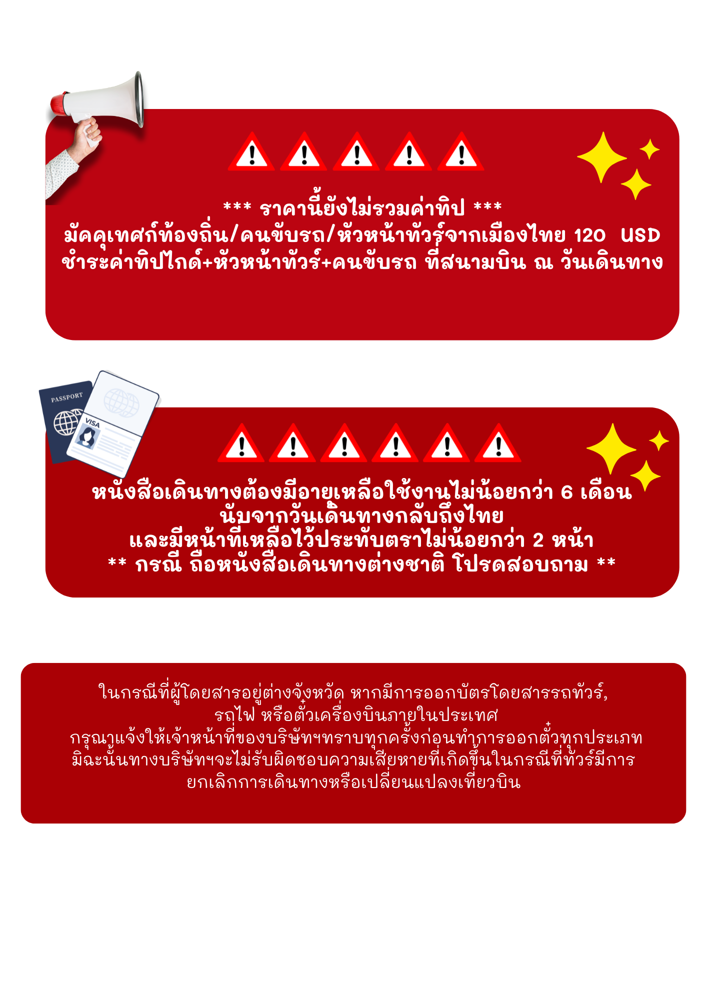 *** ราคานี้ยังไม่รวมค่าทิป ***
มัคคุเทศก์ท้องถิ่น/คนขับรถ/หัวหน้าทัวร์จากเมืองไทย 120 USD
ชำระค่าทิปไกด์+หัวหน้าทัวร์+คนขับรถ ที่สนามบิน ณ วันเดินทาง
PASSPORT
VISA
หนังสือเดินทางต้องมีอายุเหลือใช้งานไม่น้อยกว่า 6 เดือน
นับจากวันเดินทางกลับถึงไทย
และมีหน้าที่เหลือไว้ประทับตราไม่น้อยกว่า 2 หน้า
** กรณี ถือหนังสือเดินทางต่างชาติ โปรดสอบถาม **
ในกรณีที่ผู้โดยสารอยู่ต่างจังหวัด หากมีการออกบัตรโดยสารรถทัวร์,
รถไฟ หรือตั๋วเครื่องบินภายในประเทศ
กรุณาแจ้งให้เจ้าหน้าที่ของบริษัทฯทราบทุกครั้งก่อนทำการออกตั๋วทุกประเภท
มิฉะนั้นทางบริษัทฯจะไม่รับผิดชอบความเสียหายที่เกิดขึ้นในกรณีที่ทัวร์มีการ
ยกเลิกการเดินทางหรือเปลี่ยนแปลงเที่ยวบิน